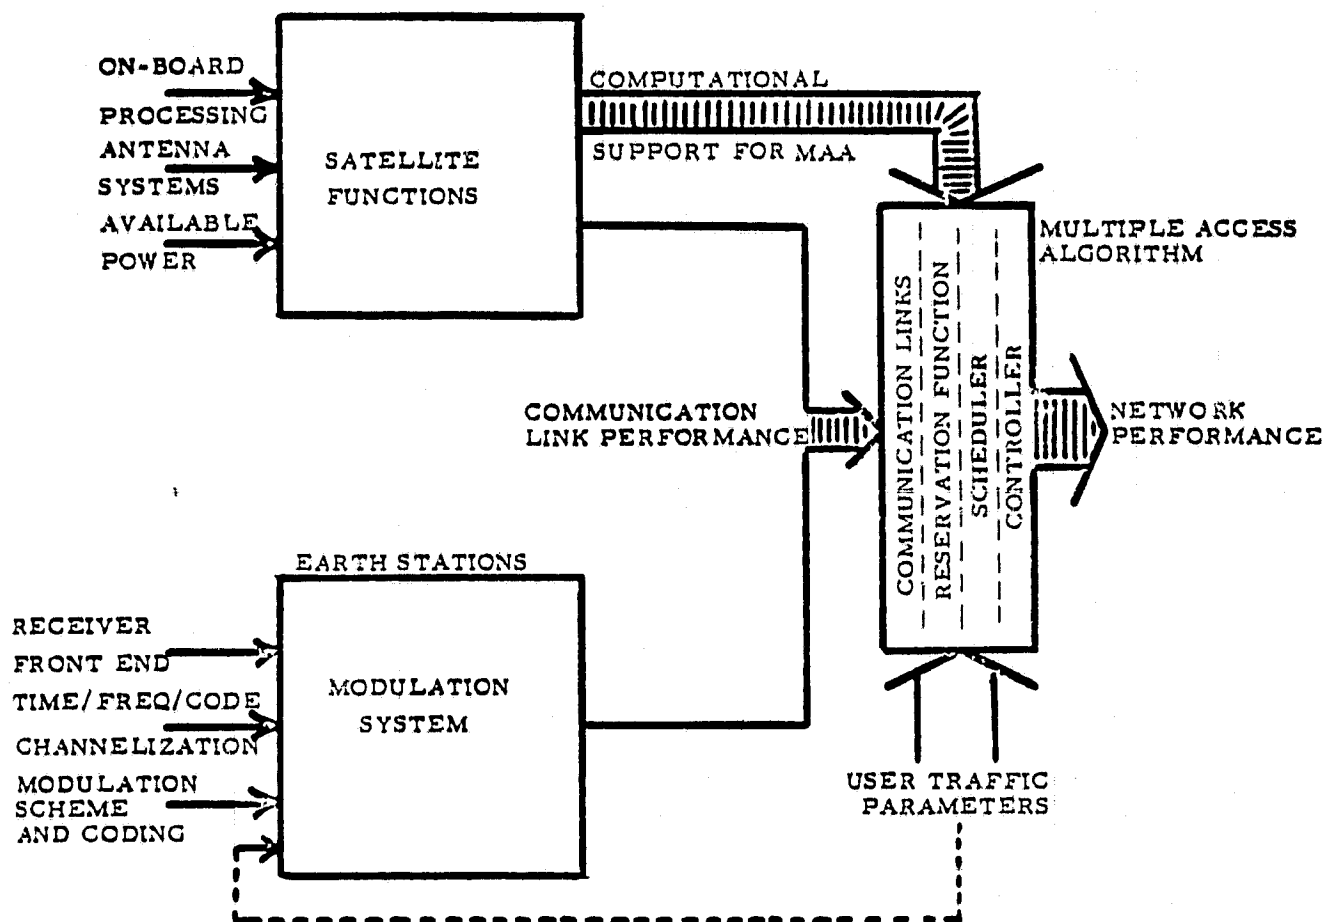 ON-BOARD
PROCESSING
ANTENNA
SYSTEMS
AVAILABLE
POWER
SATELLITE
FUNCTIONS
COMPUTATIONAL
SUPPORT FOR MAA
MULTIPLE ACCESS
ALGORITHM
COMMUNICATION LINKS
RESERVATION FUNCTION
SCHEDULER
CONTROLLER
COMMUNICATION
LINK PERFORMANCE
NETWORK
PERFORMANCE
EARTH STATIONS
RECEIVER
FRONT END
TIME/FREQ/CODE
CHANNELIZATION
MODULATION
SCHEME
AND CODING
MODULATION
SYSTEM
USER TRAFFIC
PARAMETERS